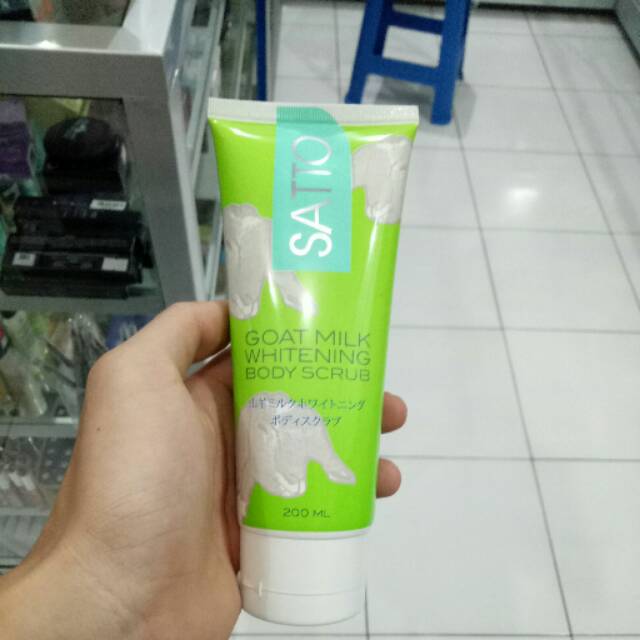 SATTO
GOAT MILK
WHITENING
BODY SCRUB
山羊ミルクホワイトニング
ボディスクラブ
200 ML